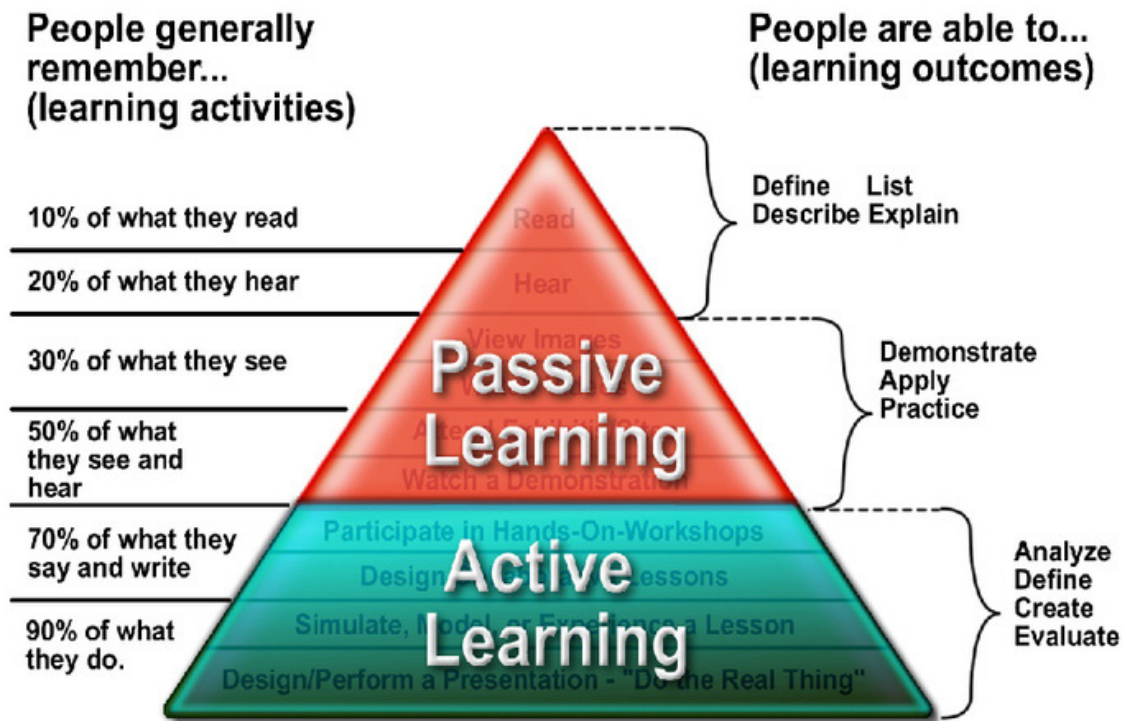 People generally
remember...
(learning activities)
People are able to...
(learning outcomes)
10% of what they read
20% of what they hear
30% of what they see
50% of what
they see and
hear
70% of what they
say and write
90% of what
they do.
Read
Hear
View Images
Passive
Learning
Watch a Demonstration
Participate in Hands-On-Workshops
Active
Design Lessons
Simulate, Model, or Experience a Lesson
Learning
Design/Perform a Presentation - "Do the Real Thing"
Define List
Describe Explain
Demonstrate
Apply
Practice
Analyze
Define
Create
Evaluate